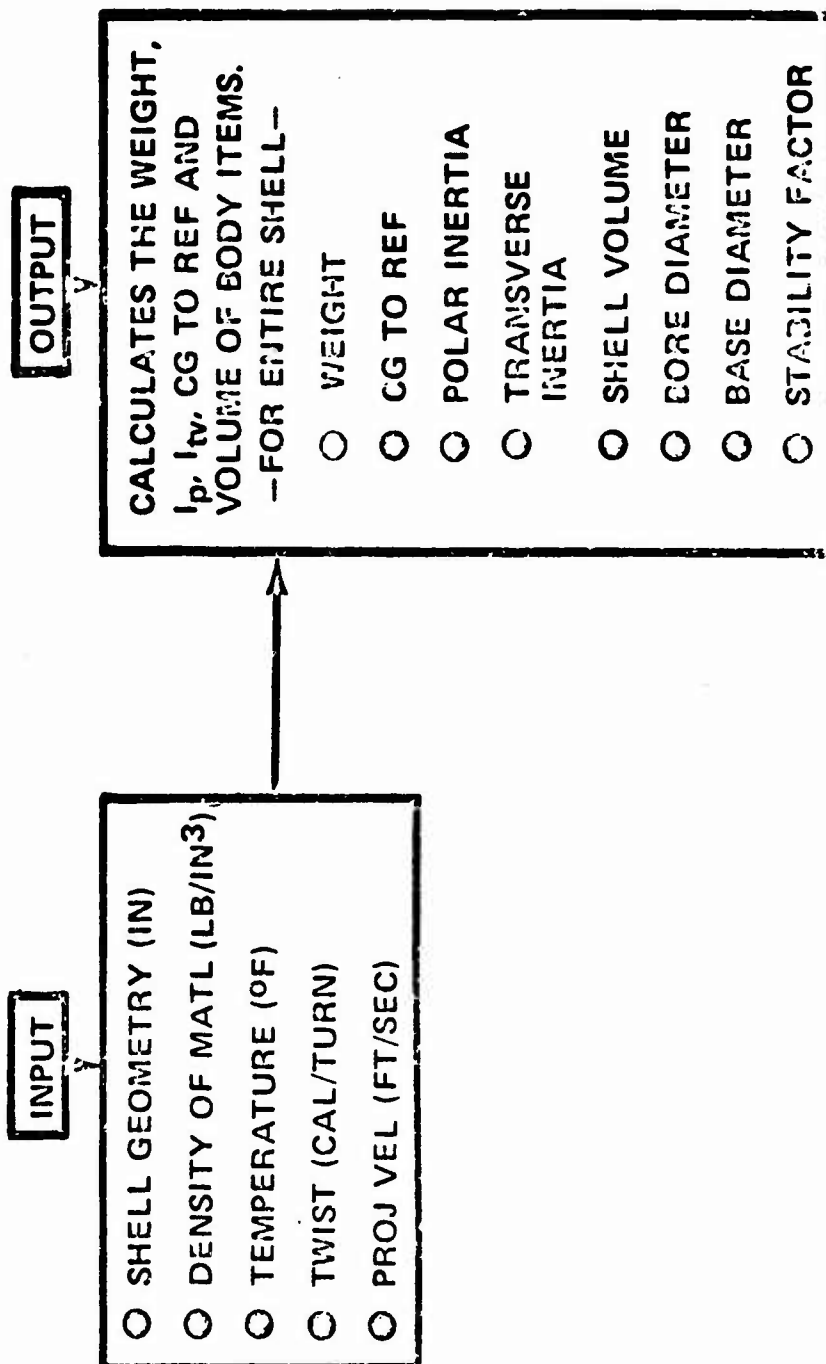 INPUT
○ SHELL GEOMETRY (IN)
○ DENSITY OF MATL (LB/IN³)
○ TEMPERATURE (ºF)
○ TWIST (CAL/TURN)
○ PROJ VEL (FT/SEC)
OUTPUT
CALCULATES THE WEIGHT,
Ip, Itv, CG TO REF AND
VOLUME OF BODY ITEMS.
—FOR ENTIRE SHELL—
○ WEIGHT
○ CG TO REF
○ POLAR INERTIA
○ TRANSVERSE
INERTIA
○ SHELL VOLUME
○ BORE DIAMETER
○ BASE DIAMETER
○ STABILITY FACTOR